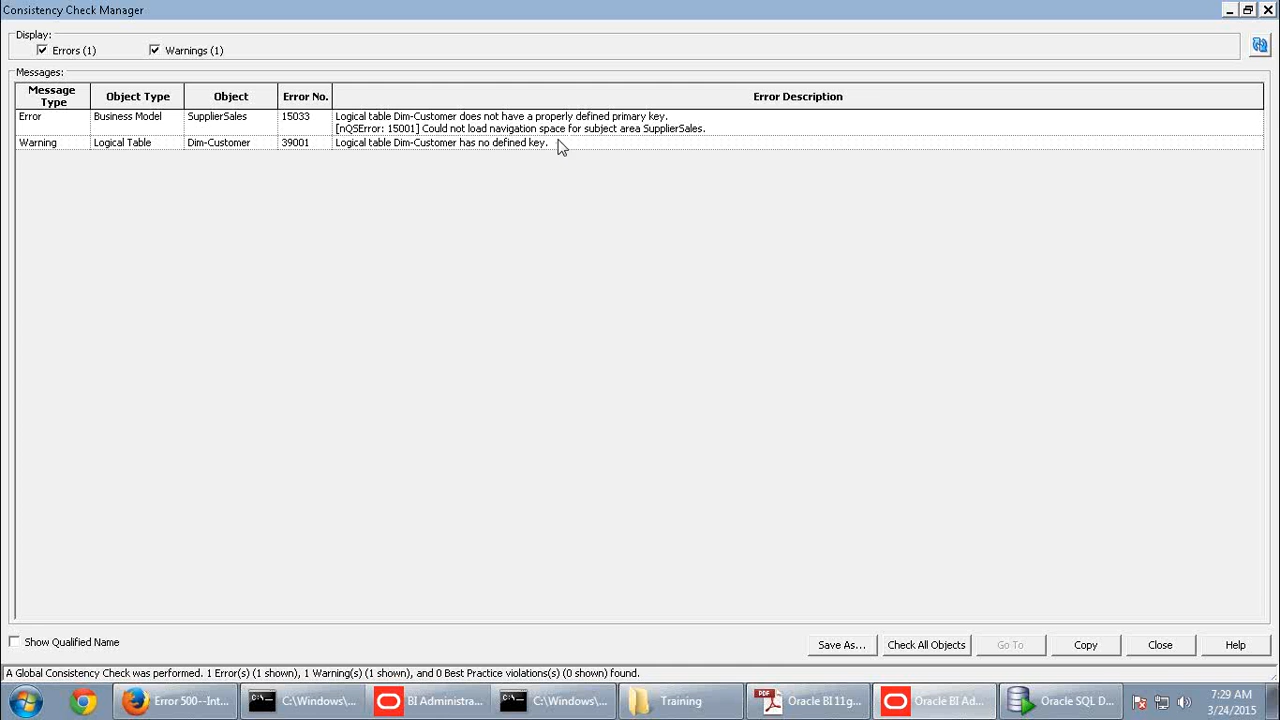 Consistency Check Manager
Display:
Errors (1) Warnings (1)
Messages:
Message Type Object Type Object Error No. Error Description
Error Business Model SupplierSales 15033 Logical table Dim-Customer does not have a properly defined primary key.
[nQSError: 15001] Could not load navigation space for subject area SupplierSales.
Warning Logical Table Dim-Customer 39001 Logical table Dim-Customer has no defined key.
Show Qualified Name
Save As... Check All Objects Go To Copy Close Help
A Global Consistency Check was performed. 1 Error(s) (1 shown), 1 Warning(s) (1 shown), and 0 Best Practice violations(s) (0 shown) found.
Error 500--Int... C:\Windows\... BI Administra... C:\Windows\... Training Oracle BI 11g... Oracle BI Ad... Oracle SQL D... 7:29 AM
3/24/2015